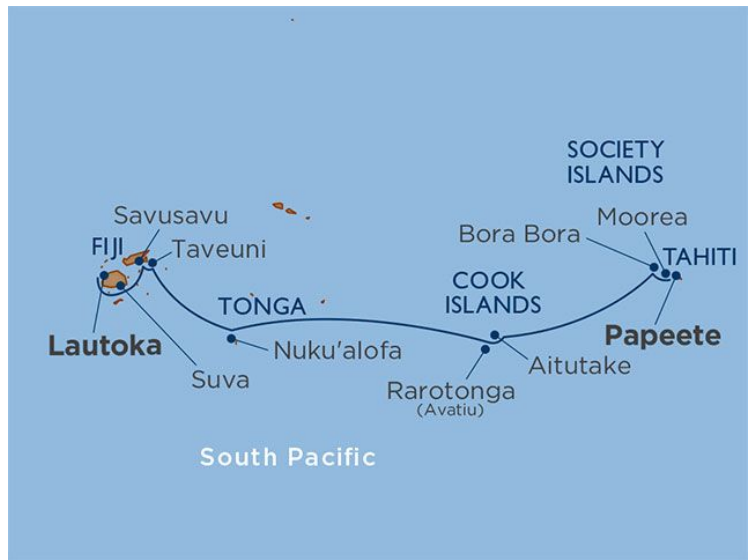 SOCIETY
ISLANDS
Savusavu
Moorea
FIJI
Taveuni
Bora Bora
TAHITI
TONGA
COOK
ISLANDS
Lautoka
Nuku'alofa
Papeete
Suva
Aitutake
Rarotonga
(Avatiu)
South Pacific